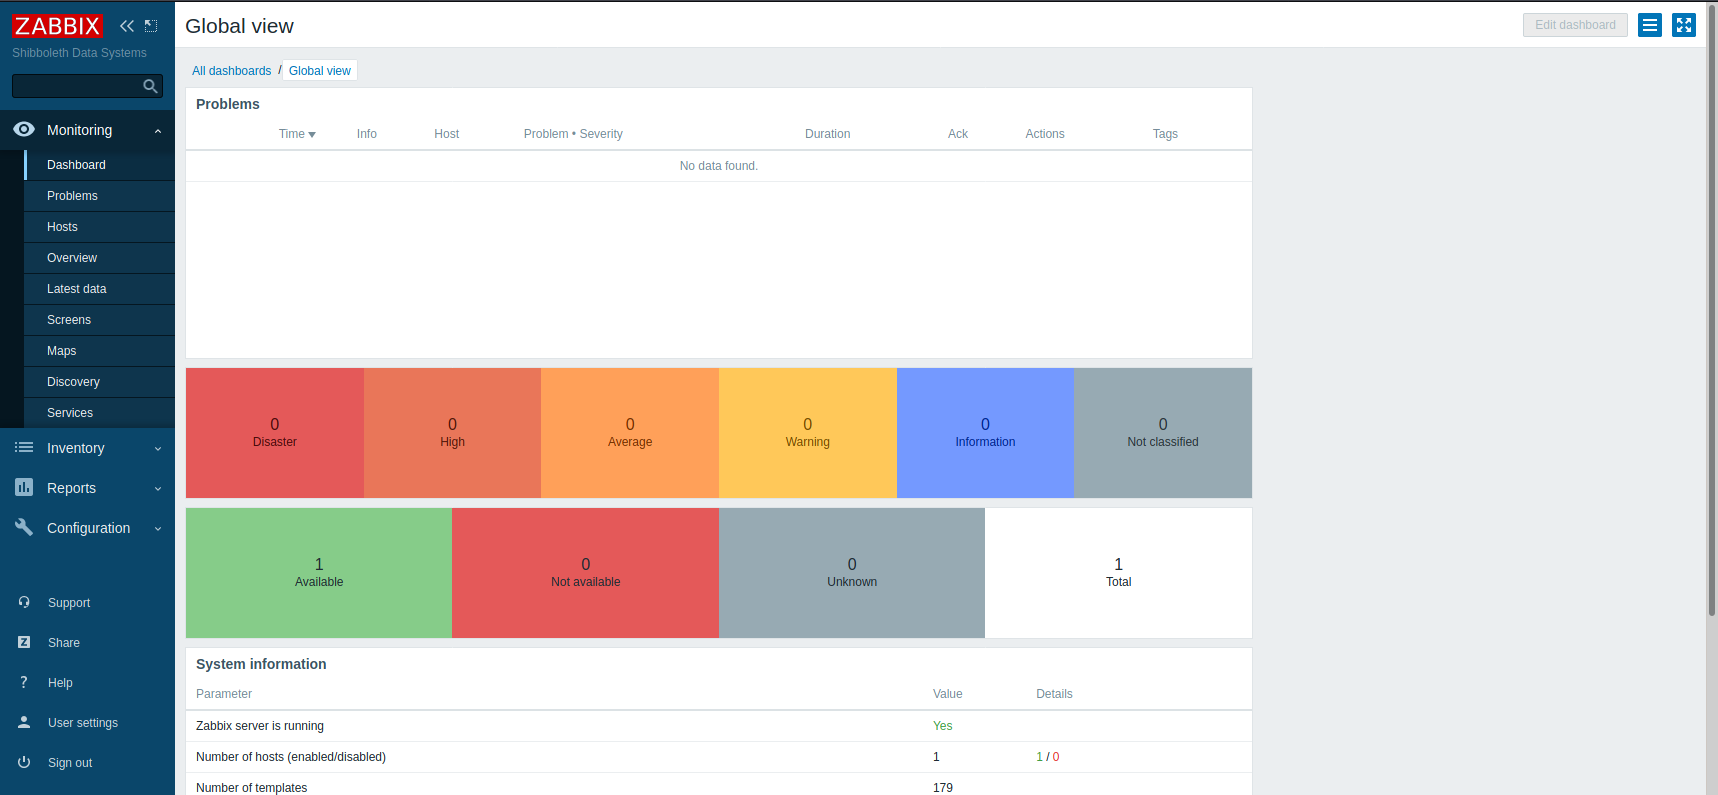 ZABBIX
Shibboleth Data Systems
Monitoring
Dashboard
Problems
Hosts
Overview
Latest data
Screens
Maps
Discovery
Services
Inventory
Reports
Configuration
Support
Z Share
? Help
User settings
Sign out
Global view
Edit dashboard
All dashboards / Global view
Problems
Time Info Host Problem • Severity Duration Ack Actions Tags
No data found.
0 0 0 0 0 0
Disaster High Average Warning Information Not classified
1 0 0 1
Available Not available Unknown Total
System information
Parameter Value Details
Zabbix server is running Yes
Number of hosts (enabled/disabled) 1 1 / 0
Number of templates 179